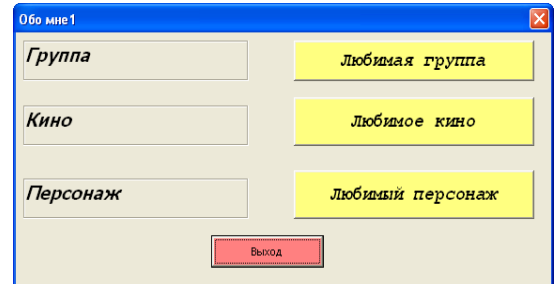 Обо мне1
Группа
Любимая группа
Кино
Любимое кино
Персонаж
Любимый персонаж
Выход